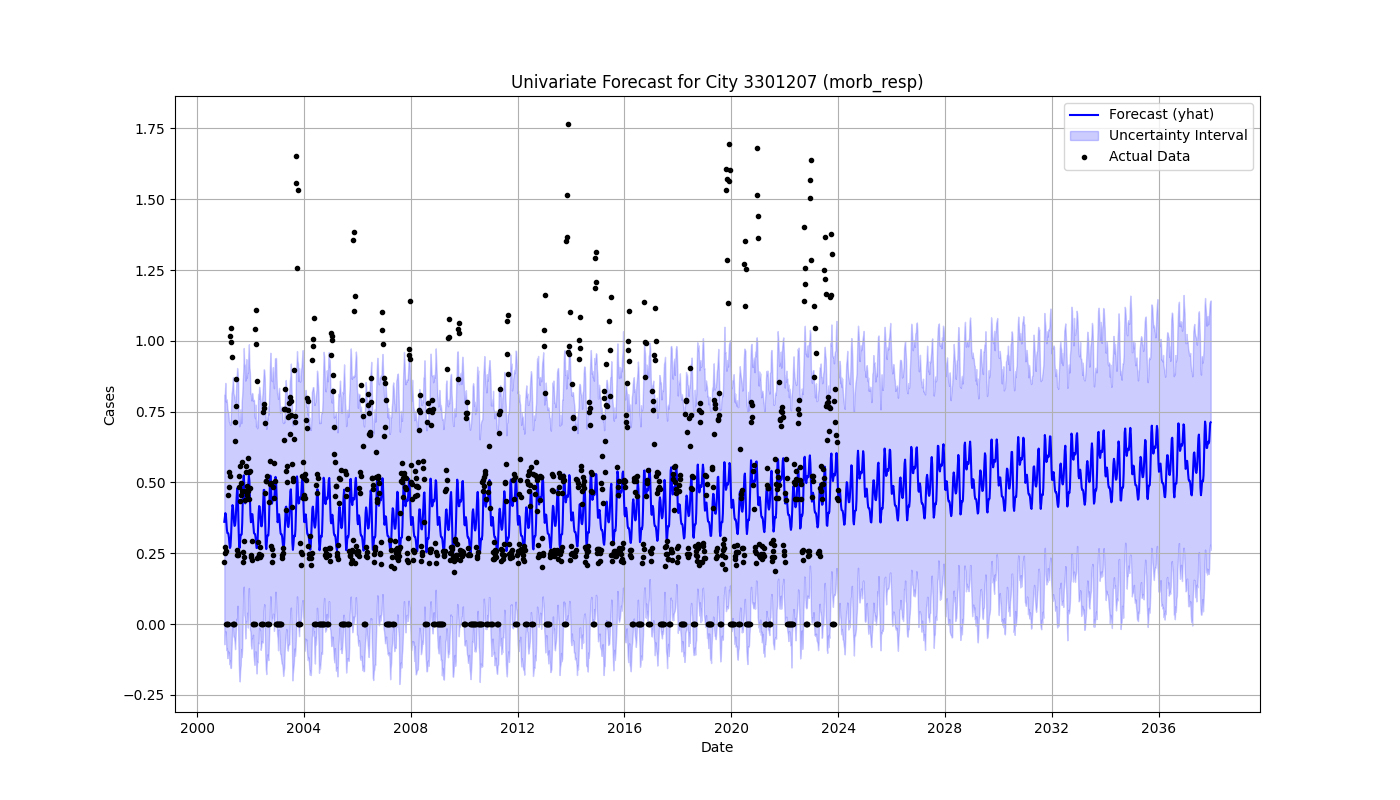 Univariate Forecast for City 3301207 (morb_resp)
Forecast (yhat)
Uncertainty Interval
Actual Data
Cases
1.75
1.50
1.25
1.00
0.75
0.50
0.25
0.00
−0.25
2000 2004 2008 2012 2016 2020 2024 2028 2032 2036
Date